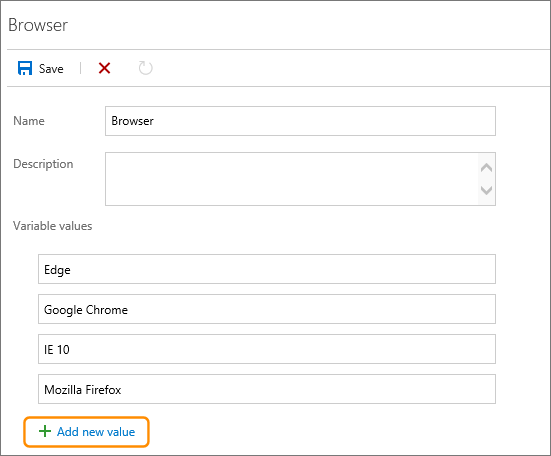 Browser
Save
Name
Browser
Description
Variable values
Edge
Google Chrome
IE 10
Mozilla Firefox
Add new value